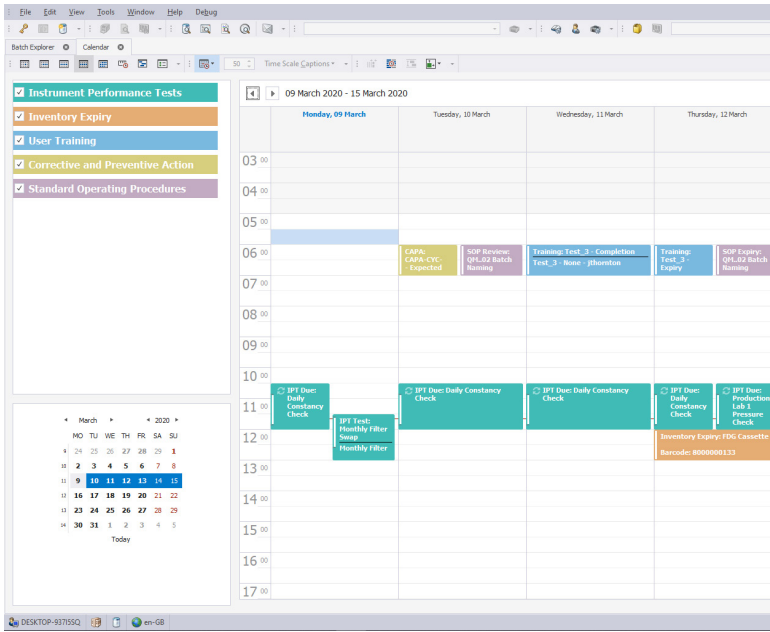 File Edit View Tools Window Help Debug
Batch Explorer Calendar
50 Time Scale Captions
Instrument Performance Tests
Inventory Expiry
User Training
Corrective and Preventive Action
Standard Operating Procedures
09 March 2020 - 15 March 2020
Monday, 09 March Tuesday, 10 March Wednesday, 11 March Thursday, 12 March
03 00
04 00
05 00
06 00
07 00
08 00
09 00
10 00
11 00
12 00
13 00
14 00
15 00
16 00
17 00
CAPA:
CAPA-CYC-
- Expected
SOP Review:
QM..02 Batch
Naming
Training: Test_3 - Completion
Test_3 - None - jthornton
Training:
Test_3 -
Expiry
SOP Expiry:
QM..02 Batch
Naming
IPT Due:
Daily
Constancy
Check
IPT Test:
Monthly Filter
Swap
Monthly Filter
IPT Due: Daily Constancy
Check
IPT Due: Daily Constancy
Check
IPT Due:
Daily
Constancy
Check
IPT Due:
Production
Lab 1
Pressure
Check
Inventory Expiry: FDG Cassette
Barcode: 8000000133
March 2020
MO TU WE TH FR SA SU
9 24 25 26 27 28 29 1
10 2 3 4 5 6 7 8
11 9 10 11 12 13 14 15
12 16 17 18 19 20 21 22
13 23 24 25 26 27 28 29
14 30 31 1 2 3 4 5
Today
DESKTOP-937I5SQ en-GB